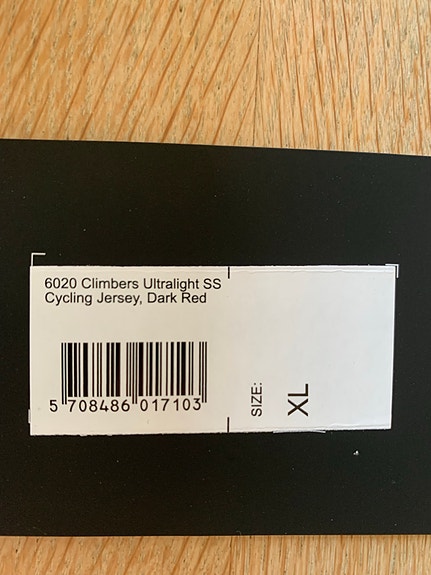 6020 Climbers Ultralight SS
Cycling Jersey, Dark Red
5 708486 017103
SIZE:
XL